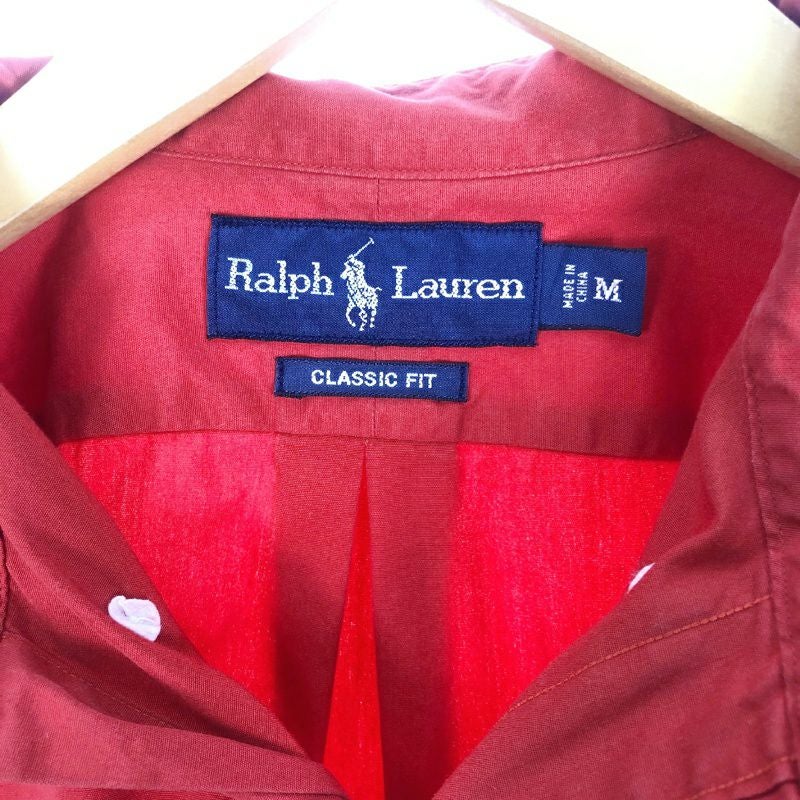 Ralph Lauren
MADE IN
CHINA
M
CLASSIC FIT